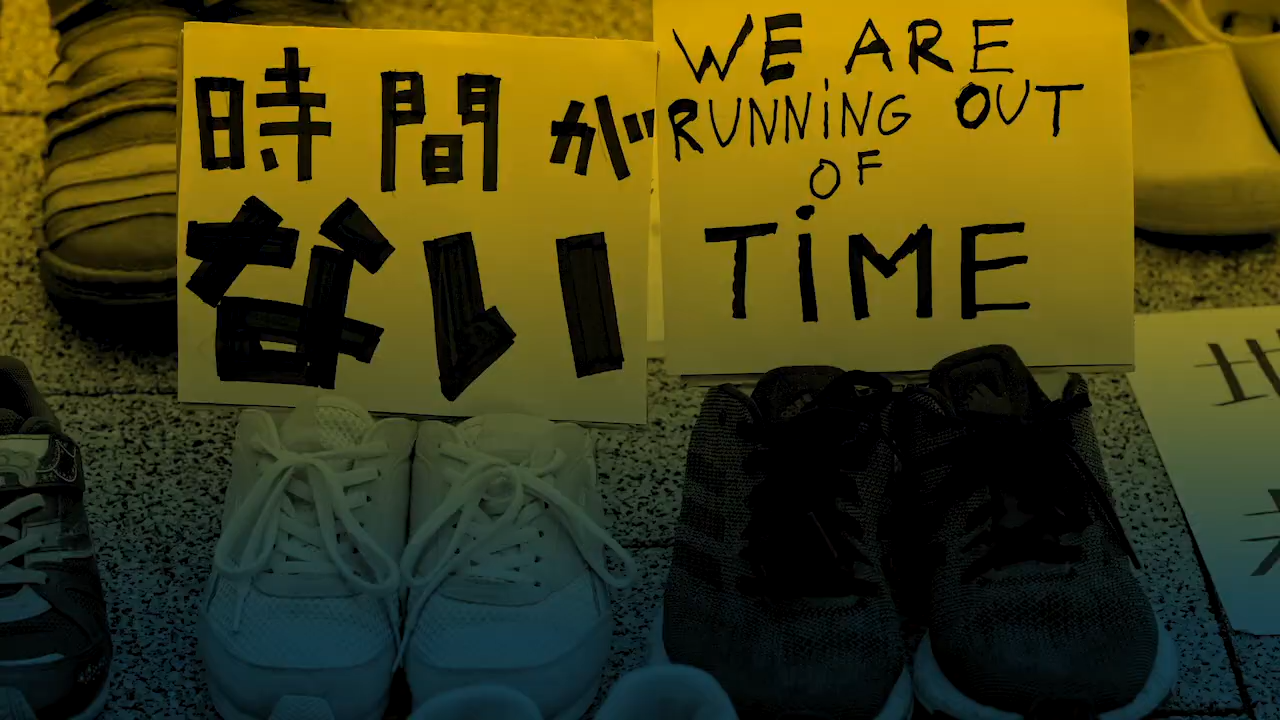 時間が
ない
WE ARE
RUNNING OUT
OF
TIME